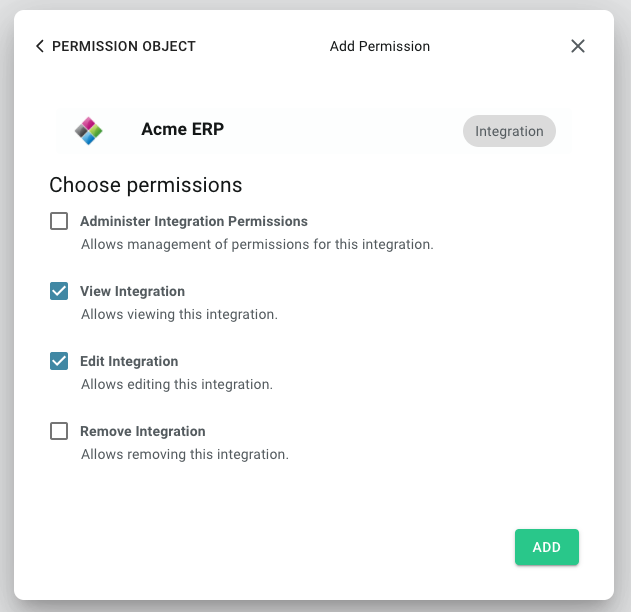 PERMISSION OBJECT
Add Permission
Acme ERP
Integration
Choose permissions
Administer Integration Permissions
Allows management of permissions for this integration.
View Integration
Allows viewing this integration.
Edit Integration
Allows editing this integration.
Remove Integration
Allows removing this integration.
ADD